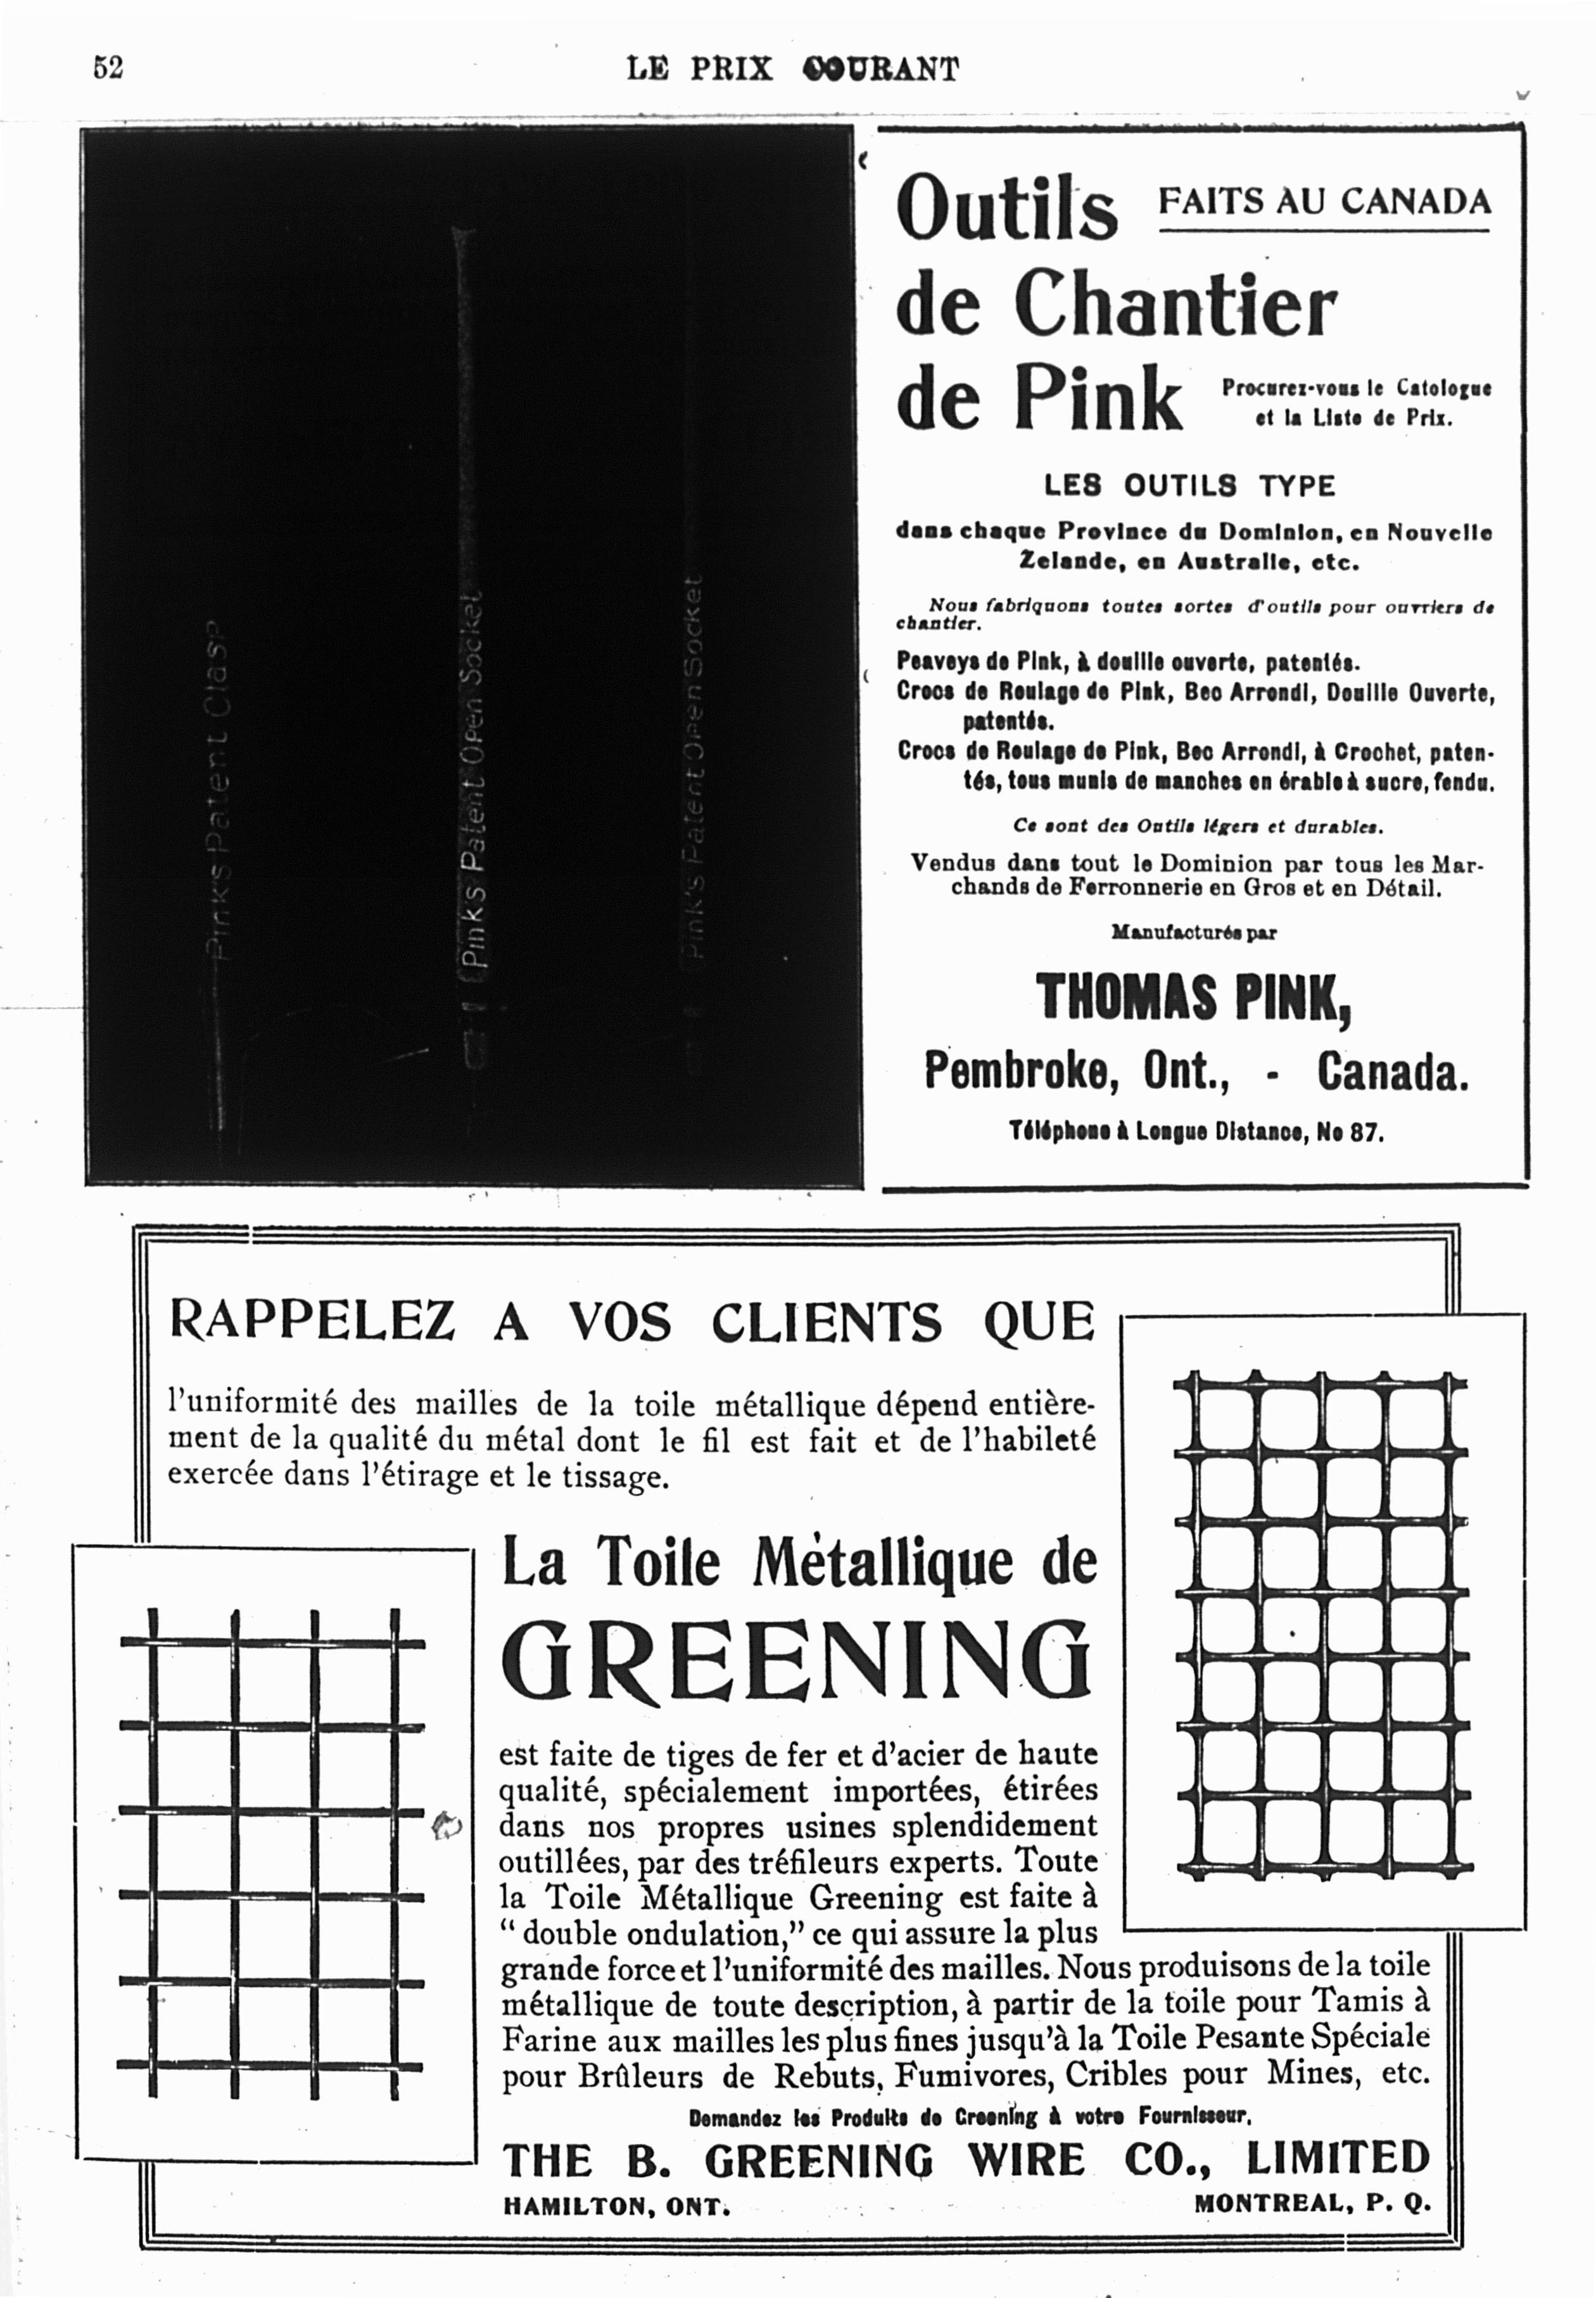 52
LE PRIX COURANT
Pink's Patent Clasp
Pink's Patent Open Socket
Pink's Patent Open Socket
Outils FAITS AU CANADA
de Chantier
de Pink
Procurez-vous le Catologue
et la Liste de Prix.
LES OUTILS TYPE
dans chaque Province du Dominion, en Nouvelle
Zelande, en Australie, etc.
Nous fabriquons toutes sortes d'outils pour ouvriers de
chantier.
Peaveys de Pink, à douille ouverte, patentés.
Crocs de Roulage de Pink, Bec Arrondi, Douille Ouverte,
patentés.
Crocs de Roulage de Pink, Bec Arrondi, à Crochet, paten-
tés, tous munis de manches en érable à sucre, fendu.
Ce sont des Outils légers et durables.
Vendus dans tout le Dominion par tous les Mar-
chands de Ferronnerie en Gros et en Détail.
Manufacturés par
THOMAS PINK,
Pembroke, Ont., - Canada.
Téléphone à Longue Distance, No 87.
RAPPELEZ A VOS CLIENTS QUE
l'uniformité des mailles de la toile métallique dépend entière-
ment de la qualité du métal dont le fil est fait et de l'habileté
exercée dans l'étirage et le tissage.
La Toile Métallique de
GREENING
est faite de tiges de fer et d'acier de haute
qualité, spécialement importées, étirées
dans nos propres usines splendidement
outillées, par des tréfileurs experts. Toute
la Toile Métallique Greening est faite à
“ double ondulation,” ce qui assure la plus
grande force et l'uniformité des mailles. Nous produisons de la toile
métallique de toute description, à partir de la toile pour Tamis à
Farine aux mailles les plus fines jusqu'à la Toile Pesante Spéciale
pour Brûleurs de Rebuts, Fumivores, Cribles pour Mines, etc.
Demandez les Produits de Greening à votre Fournisseur.
THE B. GREENING WIRE CO., LIMITED
HAMILTON, ONT. MONTREAL, P. Q.